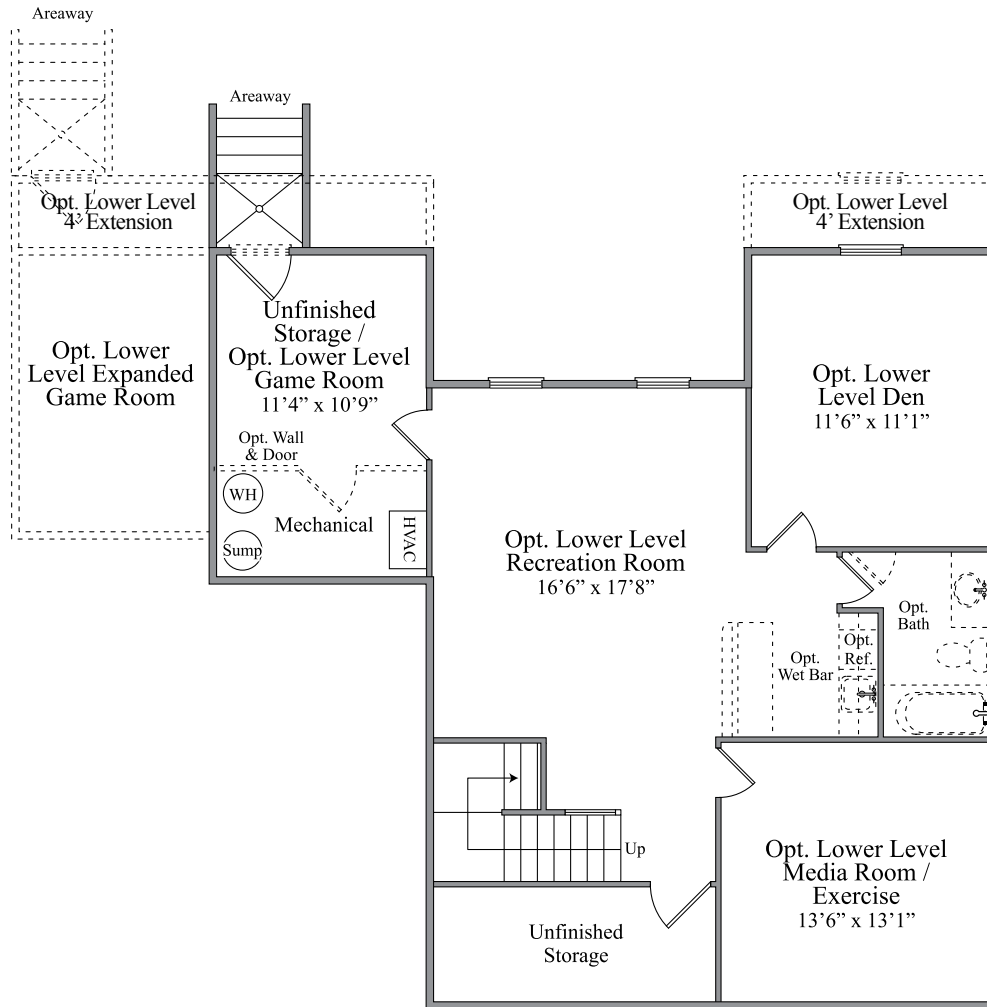 Areaway
Areaway
Opt. Lower Level
4' Extension
Opt. Lower Level
4' Extension
Unfinished
Storage /
Opt. Lower Level
Game Room
11'4” x 10'9”
Opt. Lower
Level Expanded
Game Room
Opt. Lower
Level Den
11'6” x 11'1”
Opt. Wall
& Door
WH
Mechanical
HVAC
Sump
Opt. Lower Level
Recreation Room
16'6” x 17'8”
Opt.
Bath
Opt.
Ref.
Opt.
Wet Bar
Up
Opt. Lower Level
Media Room /
Exercise
13'6” x 13'1”
Unfinished
Storage